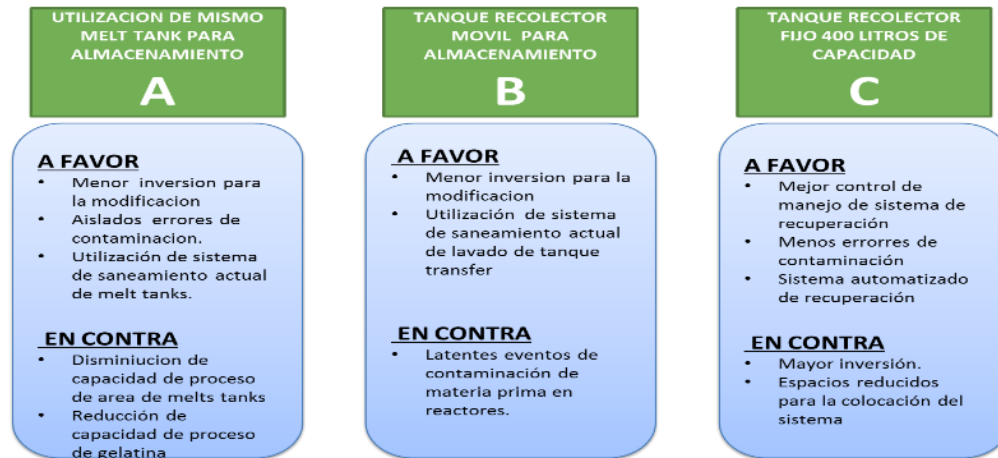 UTILIZACION DE MISMO
MELT TANK PARA
ALMACENAMIENTO
A
A FAVOR
• Menor inversion para
la modificacion
• Aislados errores de
contaminacion.
• Utilización de sistema
de saneamiento actual
de melt tanks.
EN CONTRA
• Disminiucion de
capacidad de proceso
de area de melts tanks
• Reducción de
capacidad de proceso
de gelatina
TANQUE RECOLECTOR
MOVIL PARA
ALMACENAMIENTO
B
A FAVOR
• Menor inversion para la
modificacion
• Utilización de sistema
de saneamiento actual
de lavado de tanque
transfer
EN CONTRA
• Latentes eventos de
contaminación de
materia prima en
reactores.
TANQUE RECOLECTOR
FIJO 400 LITROS DE
CAPACIDAD
C
A FAVOR
• Mejor control de
manejo de sistema de
recuperación
• Menos errorres de
contaminación
• Sistema automatizado
de recuperación
EN CONTRA
• Mayor inversión.
• Espacios reducidos
para la colocación del
sistema